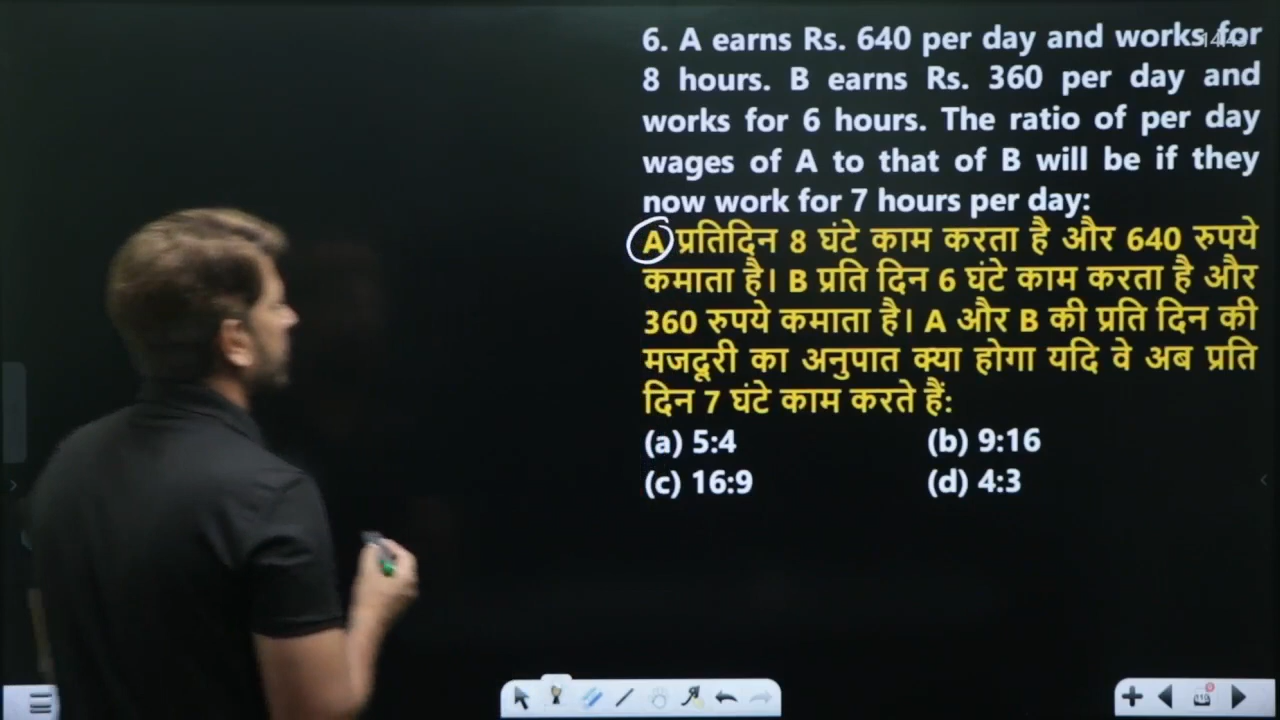 6. A earns Rs. 640 per day and works for
8 hours. B earns Rs. 360 per day and
works for 6 hours. The ratio of per day
wages of A to that of B will be if they
now work for 7 hours per day:
A प्रतिदिन 8 घंटे काम करता है और 640 रुपये
कमाता है। B प्रति दिन 6 घंटे काम करता है और
360 रुपये कमाता है। A और B की प्रति दिन की
मजदूरी का अनुपात क्या होगा यदि वे अब प्रति
दिन 7 घंटे काम करते हैं:
(a) 5:4 (b) 9:16
(c) 16:9 (d) 4:3